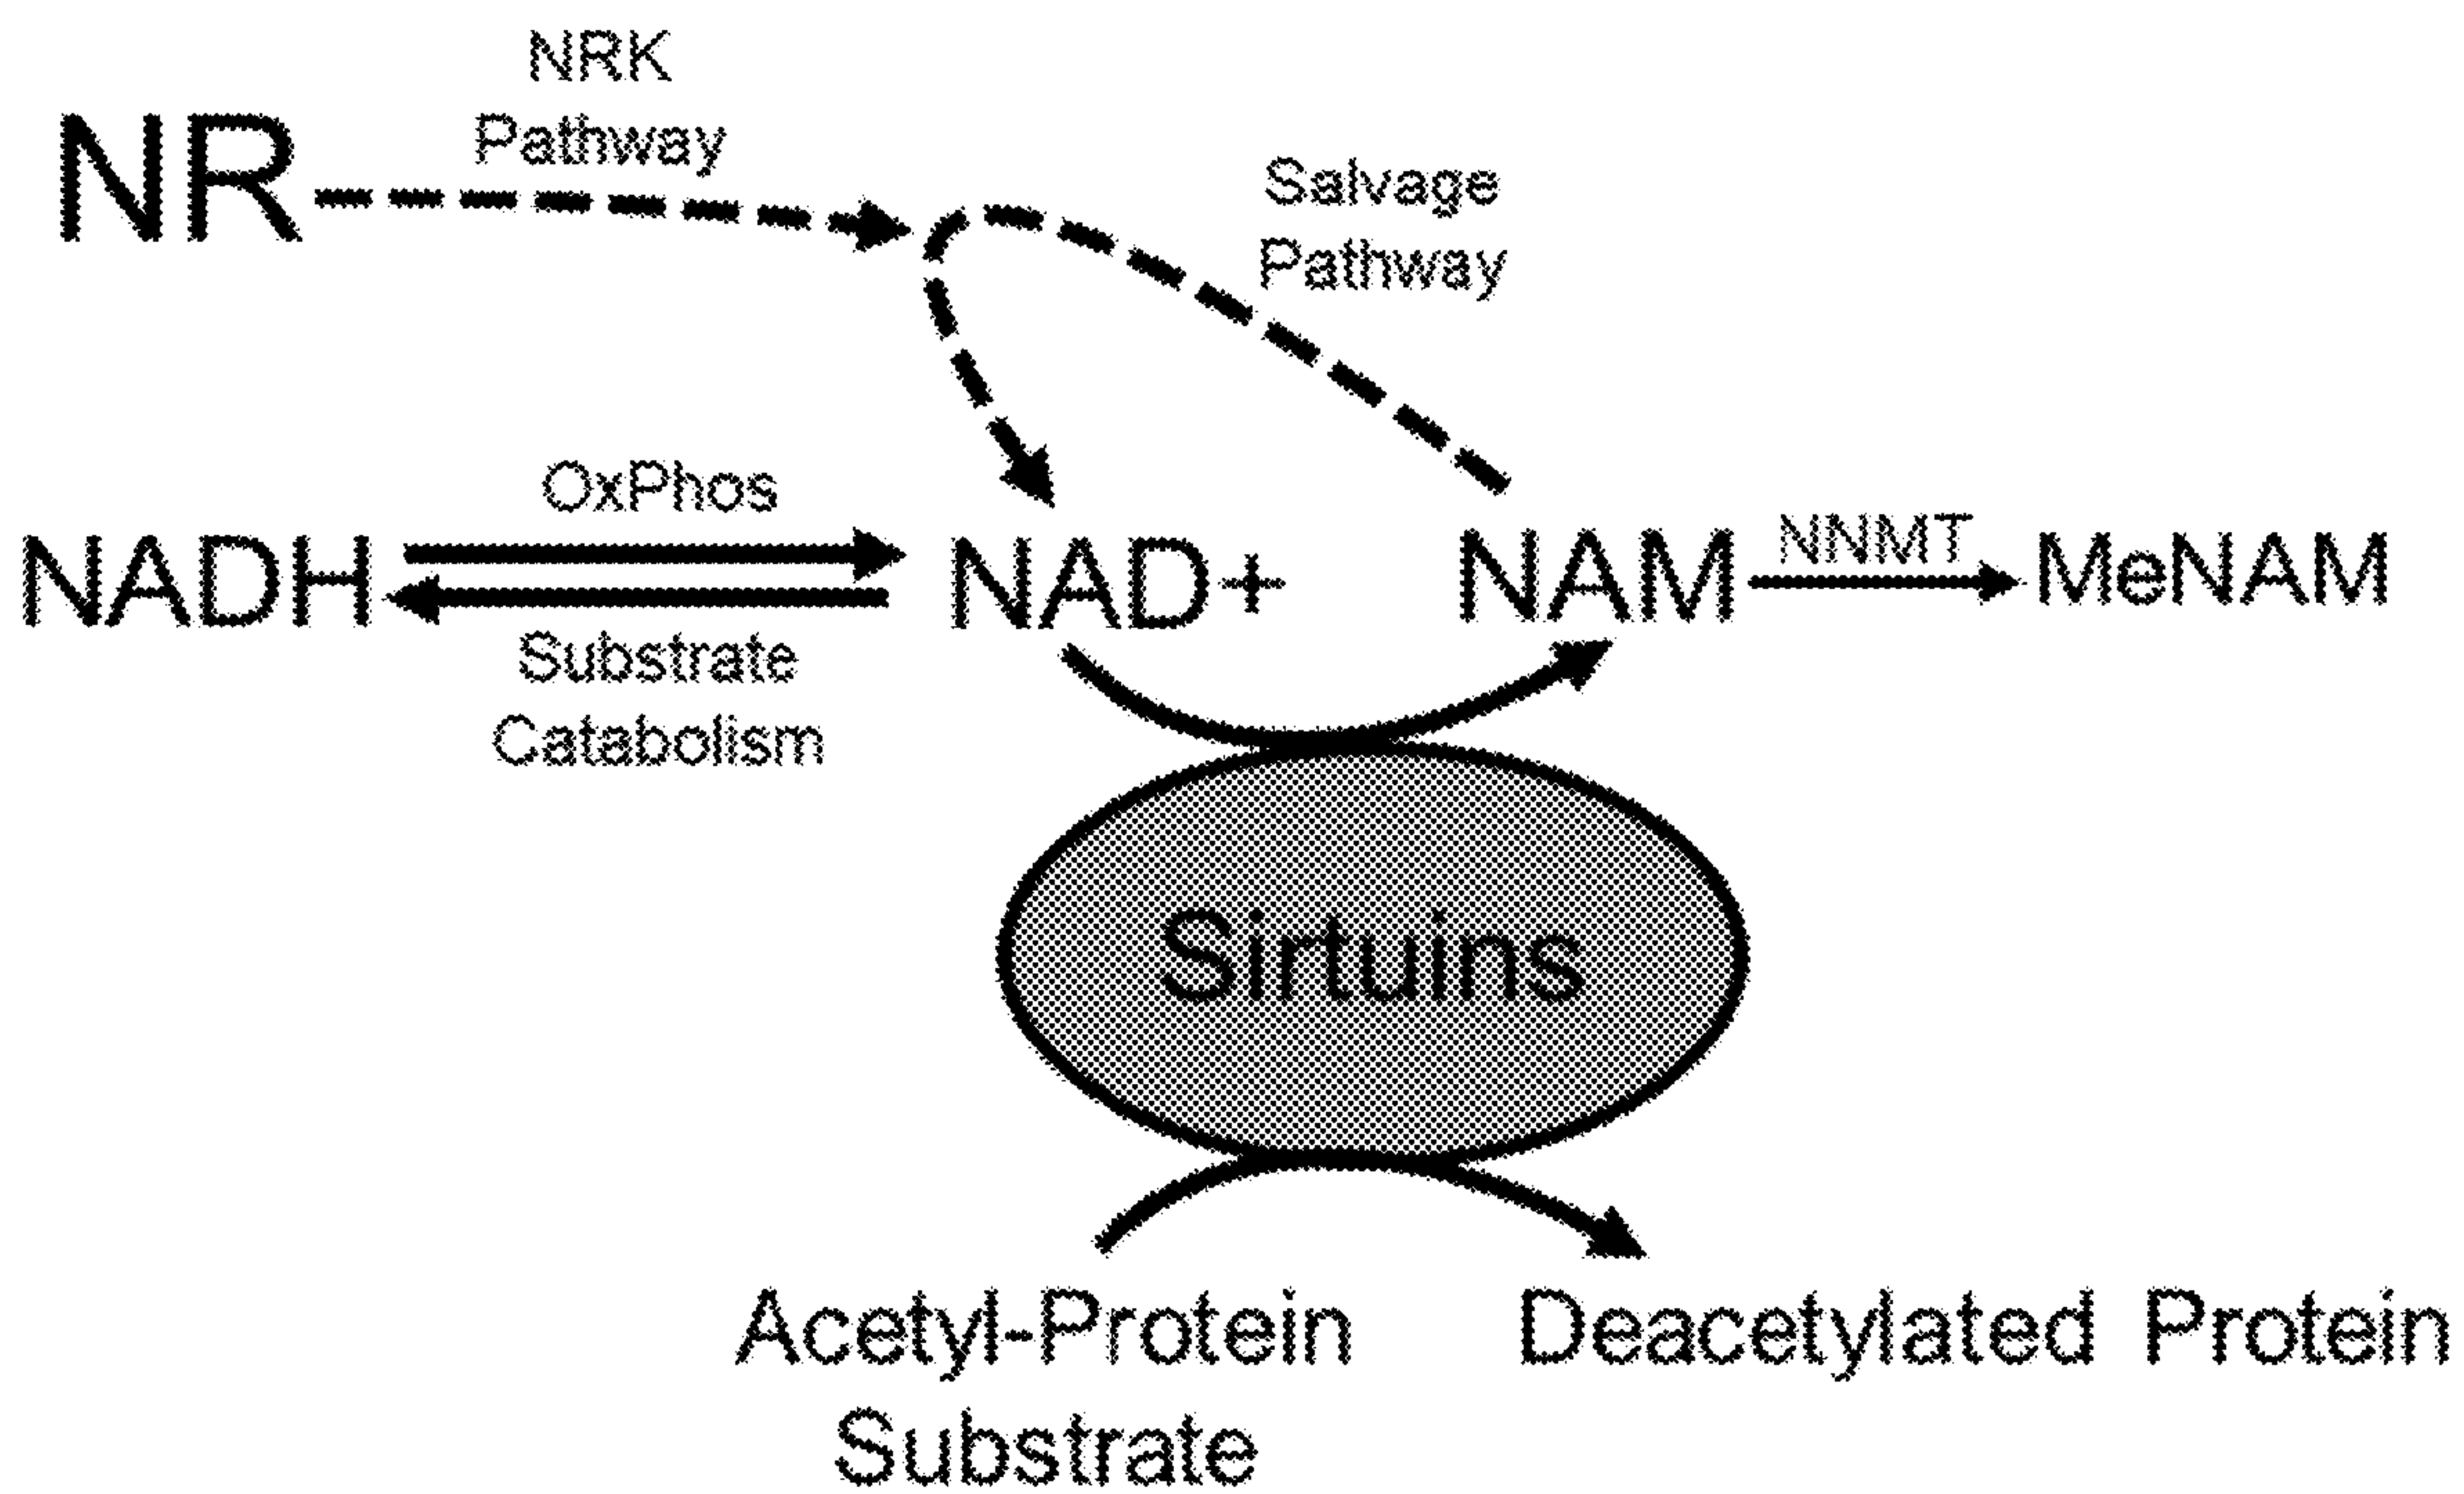 NRK
Pathway
NR
Salvage
Pathway
OxPhos
NADH
NAD+
NAM
NNMT
MeNAM
Substrate
Catabolism
Sirtuins
Acetyl-Protein
Substrate
Deacetylated Protein